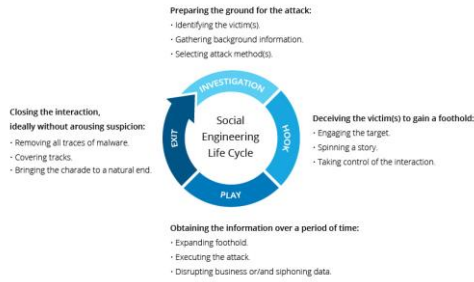 Preparing the ground for the attack:
· Identifying the victim(s).
· Gathering background information.
· Selecting attack method(s).
INVESTIGATION
Closing the interaction,
ideally without arousing suspicion:
· Removing all traces of malware.
· Covering tracks.
· Bringing the charade to a natural end.
EXIT
Social
Engineering
Life Cycle
HOOK
Deceiving the victim(s) to gain a foothold:
· Engaging the target.
· Spinning a story.
· Taking control of the interaction.
PLAY
Obtaining the information over a period of time:
· Expanding foothold.
· Executing the attack.
· Disrupting business or/and siphoning data.